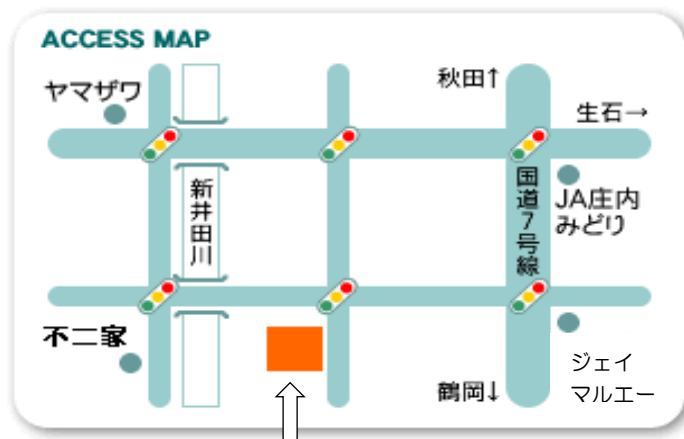 ACCESS MAP
ヤマザワ
秋田↑
生石→
新井田川
国道7号線
JA庄内
みどり
不二家
鶴岡↓
ジェイ
マルエー